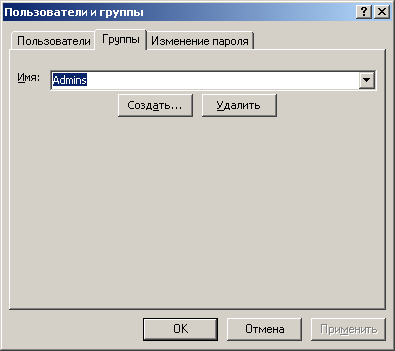 Пользователи и группы
Пользователи Группы Изменение пароля
Имя: Admins
Создать... Удалить
OK Отмена Применить